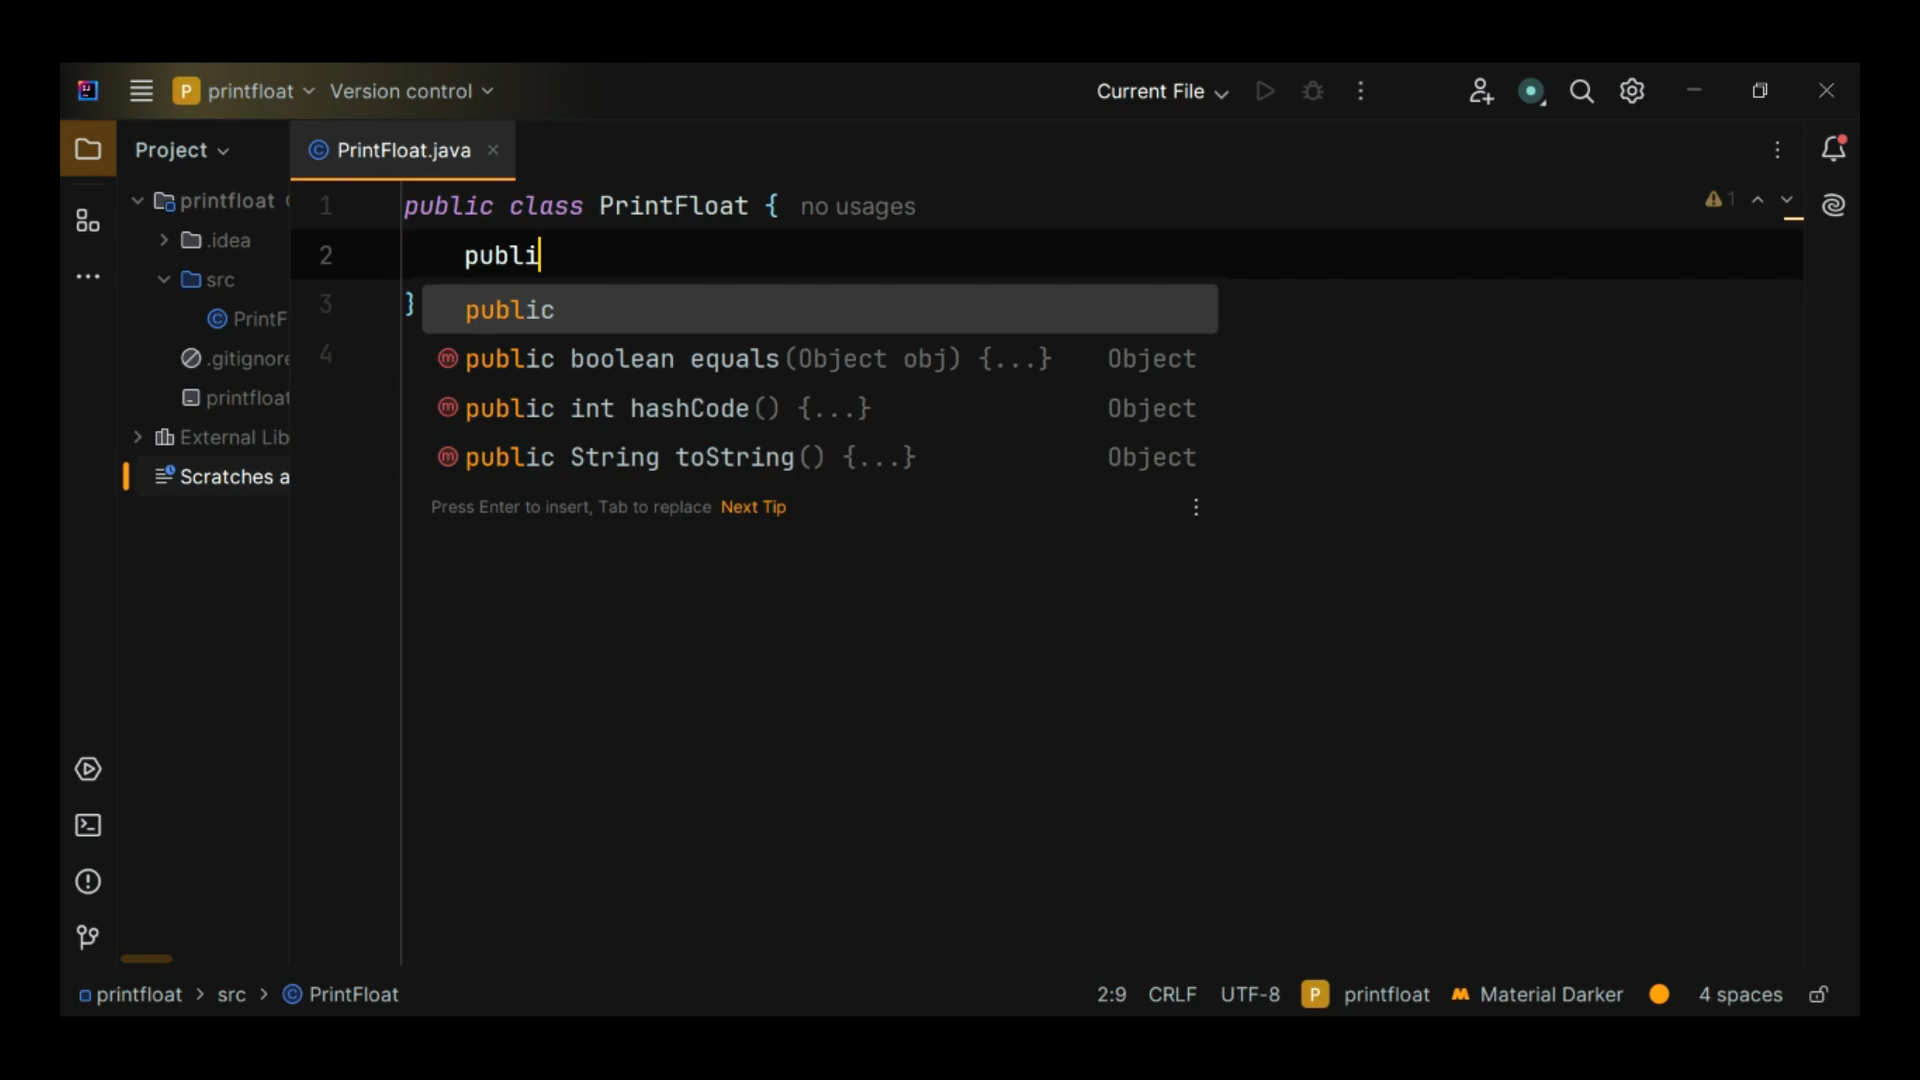 P printfloat Version control Current File
Project PrintFloat.java
printfloat
.idea
src
PrintF
.gitignore
printfloat
External Lib
Scratches a
1 public class PrintFloat { no usages 1
2 publi
3 }
4
public
public boolean equals(Object obj) {...} Object
public int hashCode() {...} Object
public String toString() {...} Object
Press Enter to insert, Tab to replace Next Tip
printfloat > src > PrintFloat 2:9 CRLF UTF-8 P printfloat Material Darker 4 spaces